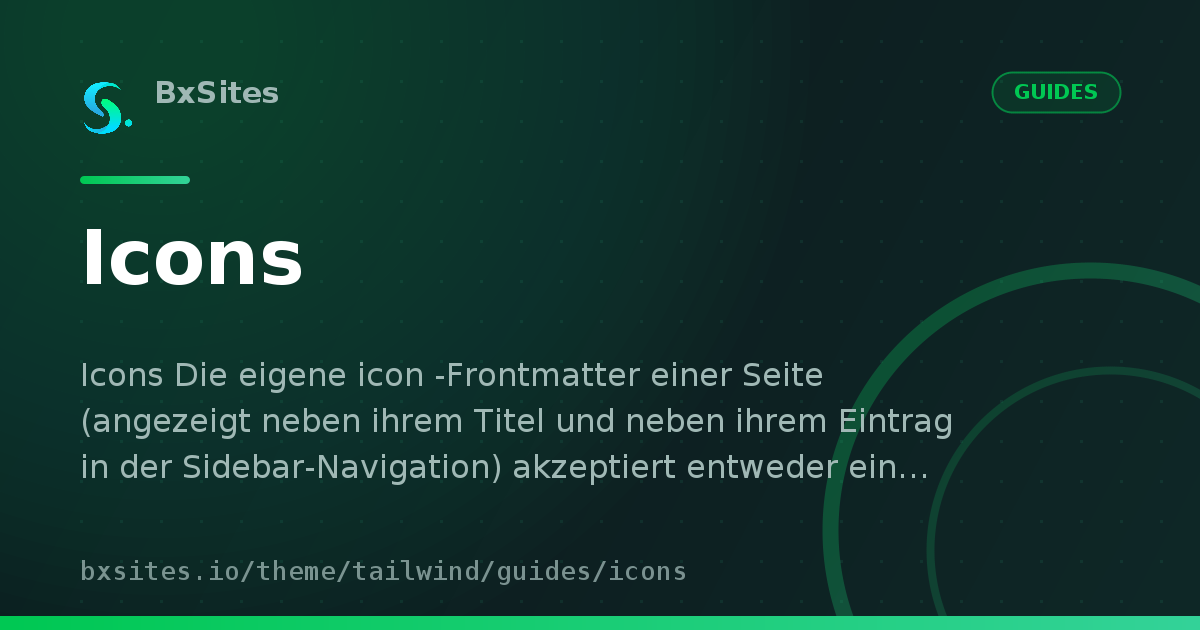 BxSites
GUIDES
Icons
Icons Die eigene icon -Frontmatter einer Seite
(angezeigt neben ihrem Titel und neben ihrem Eintrag
in der Sidebar-Navigation) akzeptiert entweder ein…
bxsites.io/theme/tailwind/guides/icons